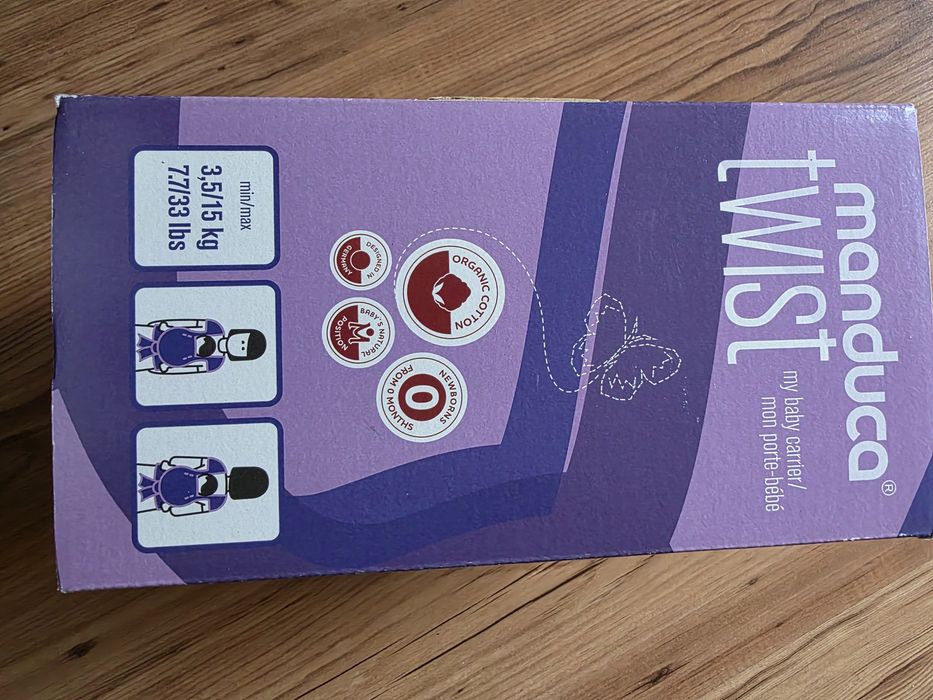 manduca®
twist
my baby carrier/
mon porte-bébé
ORGANIC COTTON
NEWBORNS
0
FROM 0 MONTHS
DESIGNED IN
GERMANY
BABY'S NATURAL
POSITION
min/max
3,5/15 kg
7.7/33 lbs